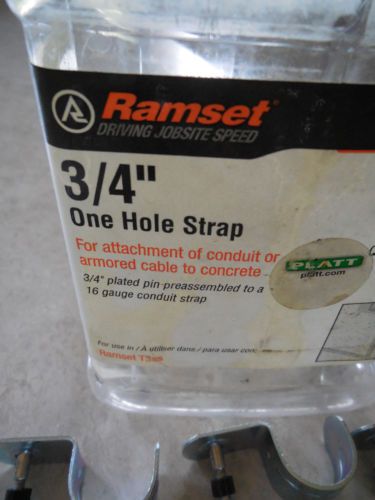 Ramset
DRIVING JOBSITE SPEED
3/4"
One Hole Strap
For attachment of conduit or
armored cable to concrete
PLATT
platt.com
3/4" plated pin-preassembled to a
16 gauge conduit strap
For use in / À utiliser dans / para usar con:
Ramset